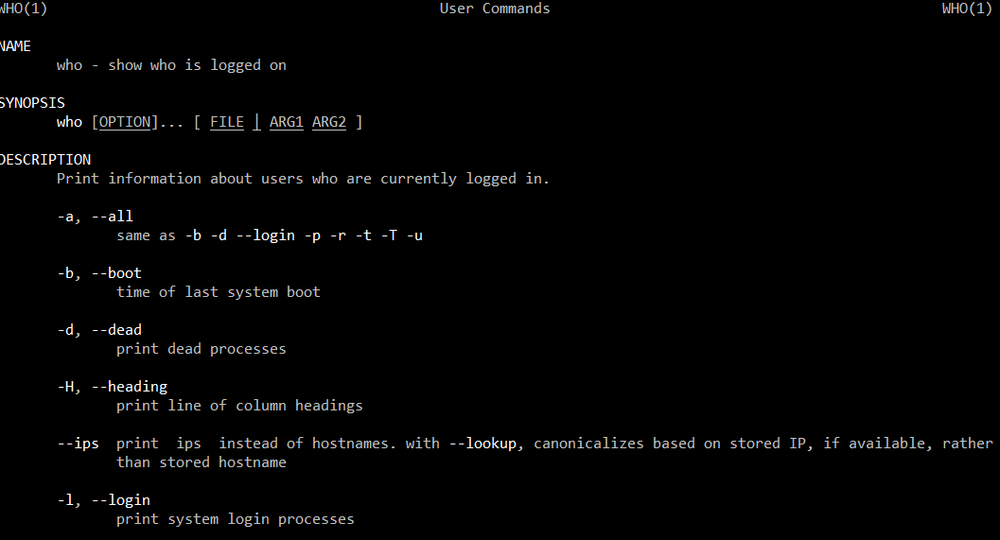 WHO(1) User Commands WHO(1)
NAME
who - show who is logged on
SYNOPSIS
who [OPTION]... [ FILE | ARG1 ARG2 ]
DESCRIPTION
Print information about users who are currently logged in.
-a, --all
same as -b -d --login -p -r -t -T -u
-b, --boot
time of last system boot
-d, --dead
print dead processes
-H, --heading
print line of column headings
--ips print ips instead of hostnames. with --lookup, canonicalizes based on stored IP, if available, rather
than stored hostname
-l, --login
print system login processes